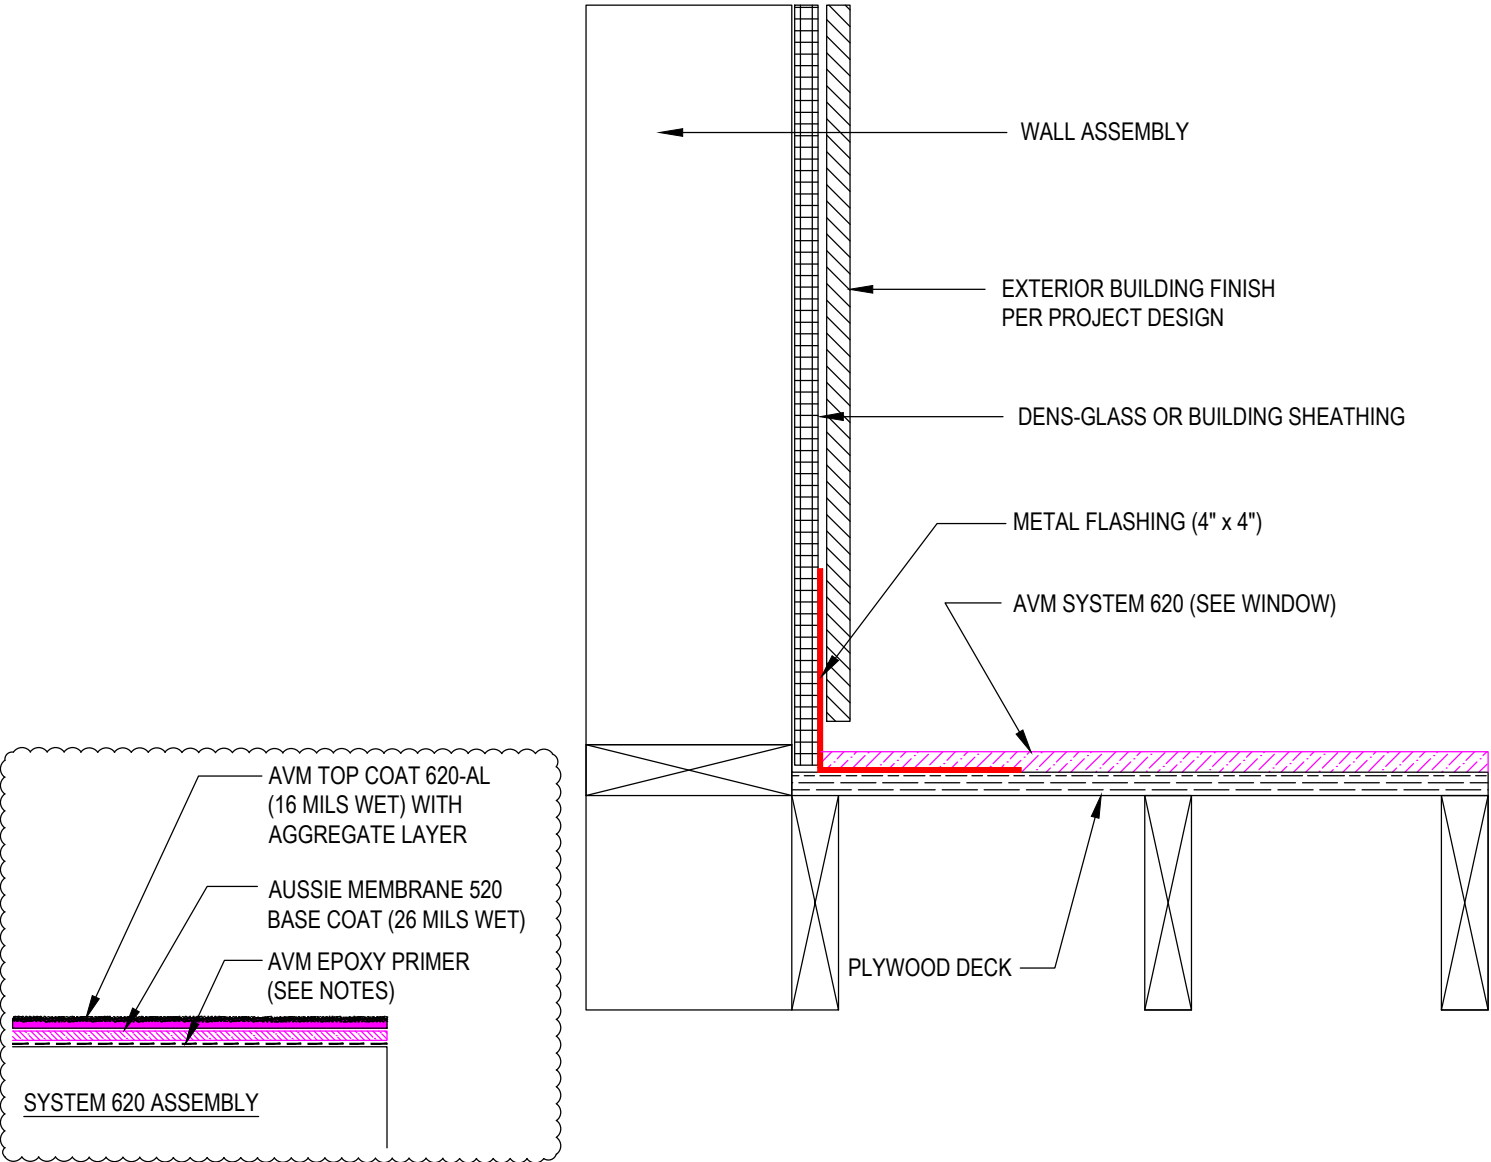 WALL ASSEMBLY
EXTERIOR BUILDING FINISH
PER PROJECT DESIGN
DENS-GLASS OR BUILDING SHEATHING
METAL FLASHING (4" x 4")
AVM SYSTEM 620 (SEE WINDOW)
PLYWOOD DECK
AVM TOP COAT 620-AL
(16 MILS WET) WITH
AGGREGATE LAYER
AUSSIE MEMBRANE 520
BASE COAT (26 MILS WET)
AVM EPOXY PRIMER
(SEE NOTES)
SYSTEM 620 ASSEMBLY